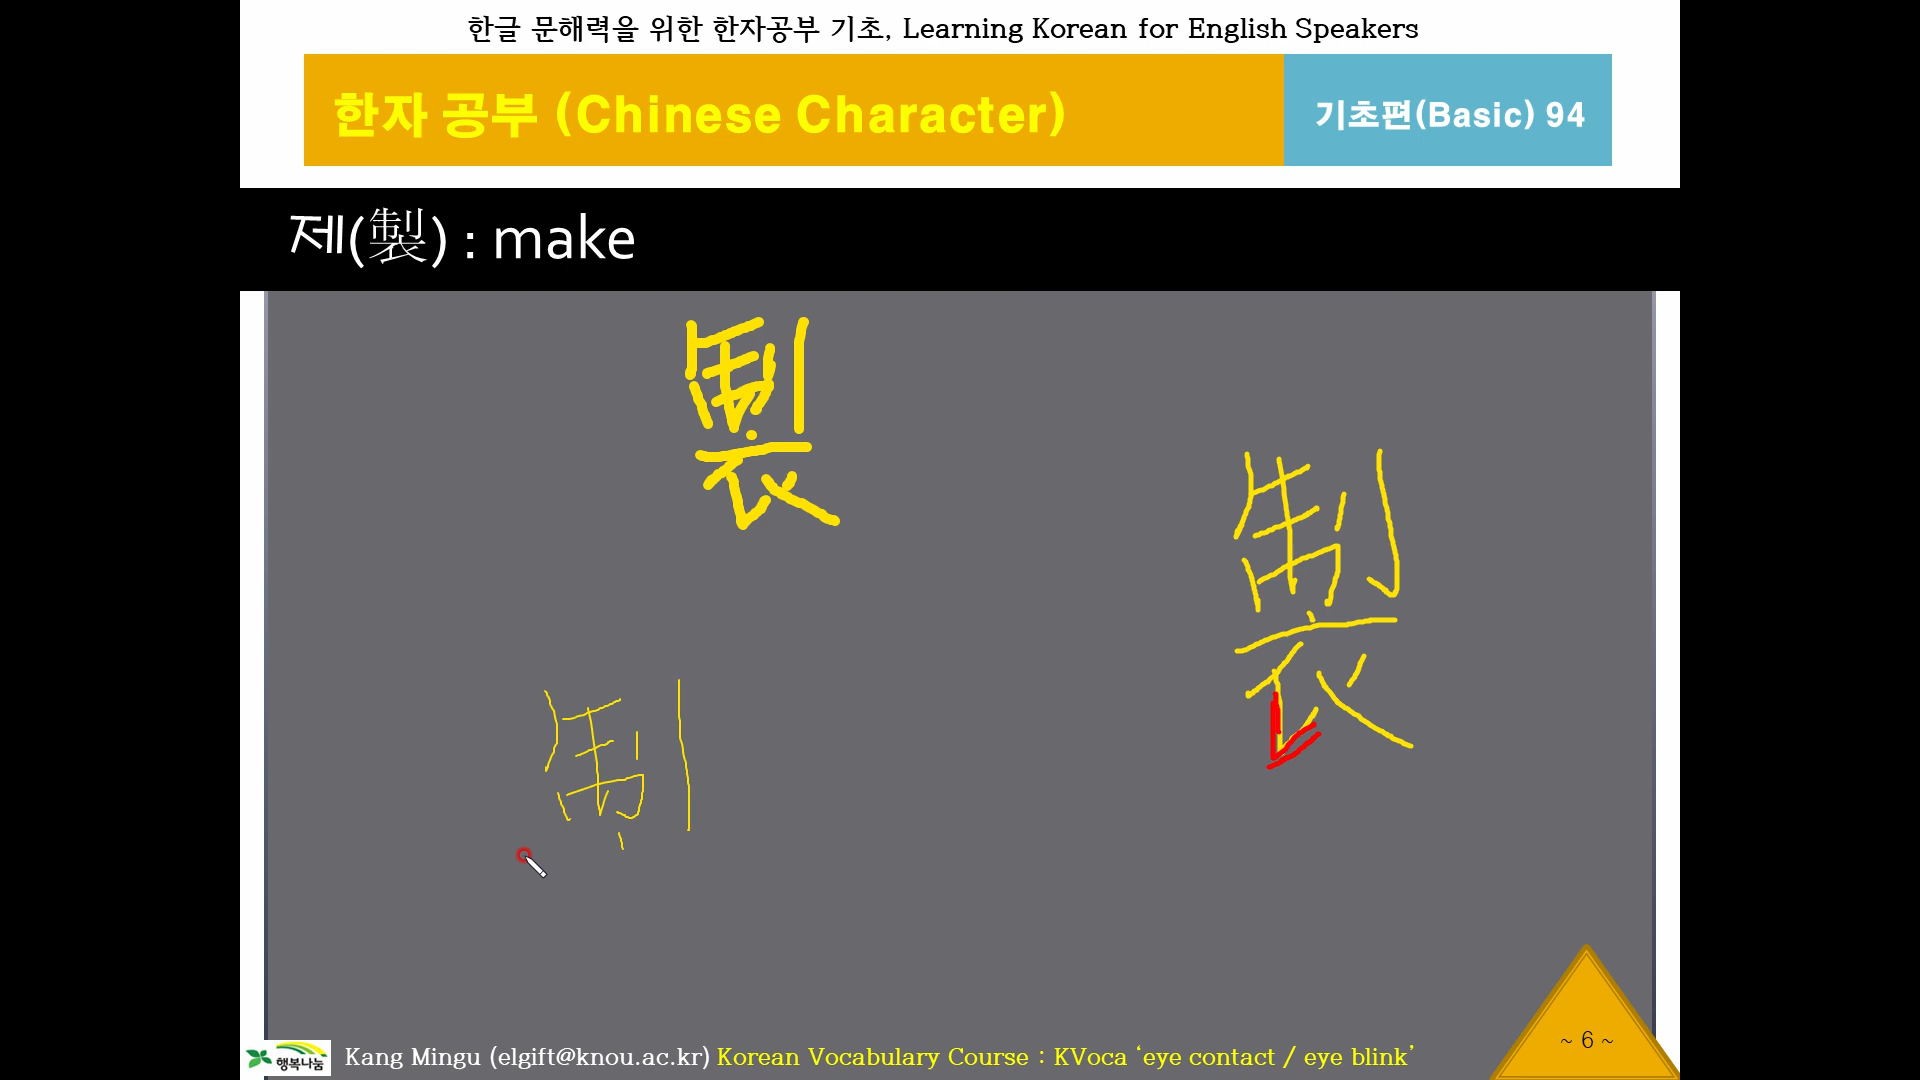 한글 문해력을 위한 한자공부 기초, Learning Korean for English Speakers
한자 공부 (Chinese Character)
기초편(Basic) 94
제(製) : make
製
製
制
~ 6 ~
행복나눔
Kang Mingu (elgift@knou.ac.kr) Korean Vocabulary Course : KVoca ‘eye contact / eye blink’